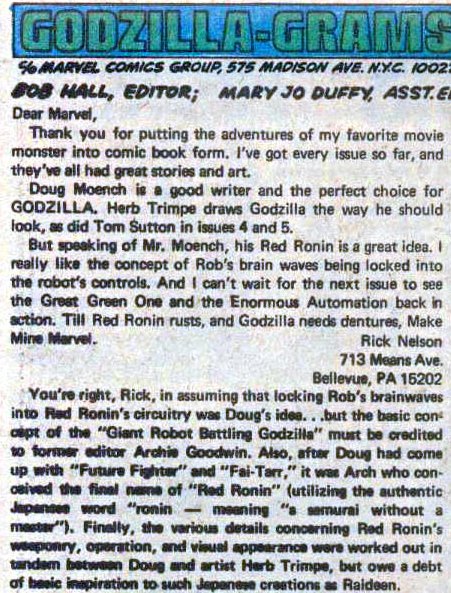 GODZILLA-GRAMS
c/o MARVEL COMICS GROUP, 575 MADISON AVE. N.Y.C. 10022
BOB HALL, EDITOR; MARY JO DUFFY, ASST. E
Dear Marvel,
Thank you for putting the adventures of my favorite movie
monster into comic book form. I've got every issue so far, and
they've all had great stories and art.
Doug Moench is a good writer and the perfect choice for
GODZILLA. Herb Trimpe draws Godzilla the way he should
look, as did Tom Sutton in issues 4 and 5.
But speaking of Mr. Moench, his Red Ronin is a great idea. I
really like the concept of Rob's brain waves being locked into
the robot's controls. And I can't wait for the next issue to see
the Great Green One and the Enormous Automation back in
action. Till Red Ronin rusts, and Godzilla needs dentures, Make
Mine Marvel.
Rick Nelson
713 Means Ave.
Bellevue, PA 15202
You're right, Rick, in assuming that locking Rob's brainwaves
into Red Ronin's circuitry was Doug's idea. . .but the basic con-
cept of the "Giant Robot Battling Godzilla" must be credited
to former editor Archie Goodwin. Also, after Doug had come
up with "Future Fighter" and "Fai-Tarr," it was Arch who con-
ceived the final name of "Red Ronin" (utilizing the authentic
Japanese word "ronin — meaning "a samurai without a
master"). Finally, the various details concerning Red Ronin's
weaponry, operation, and visual appearance were worked out in
tandem between Doug and artist Herb Trimpe, but owe a debt
of basic inspiration to such Japanese creations as Raideen.